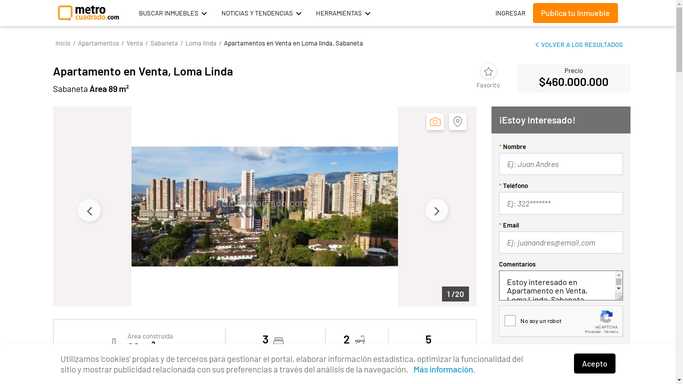 metro
cuadrado.com
BUSCAR INMUEBLES
NOTICIAS Y TENDENCIAS
HERRAMIENTAS
INGRESAR
Publica tu Inmueble
Inicio / Apartamentos / Venta / Sabaneta / Loma linda / Apartamentos en Venta en Loma linda, Sabaneta
VOLVER A LOS RESULTADOS
Apartamento en Venta, Loma Linda
Sabaneta Área 89 m²
Favorito
Precio
$460.000.000
1 / 20
¡Estoy Interesado!
* Nombre
Ej: Juan Andres
* Teléfono
Ej: 322*******
* Email
Ej: juanandres@email.com
Comentarios
Estoy interesado en
Apartamento en Venta,
Loma Linda, Sabaneta
No soy un robot
reCAPTCHA
Privacidad - Términos
Área construida
3
2
5
Utilizamos 'cookies' propias y de terceros para gestionar el portal, elaborar información estadística, optimizar la funcionalidad del
sitio y mostrar publicidad relacionada con sus preferencias a través del análisis de la navegación. Más información.
Acepto